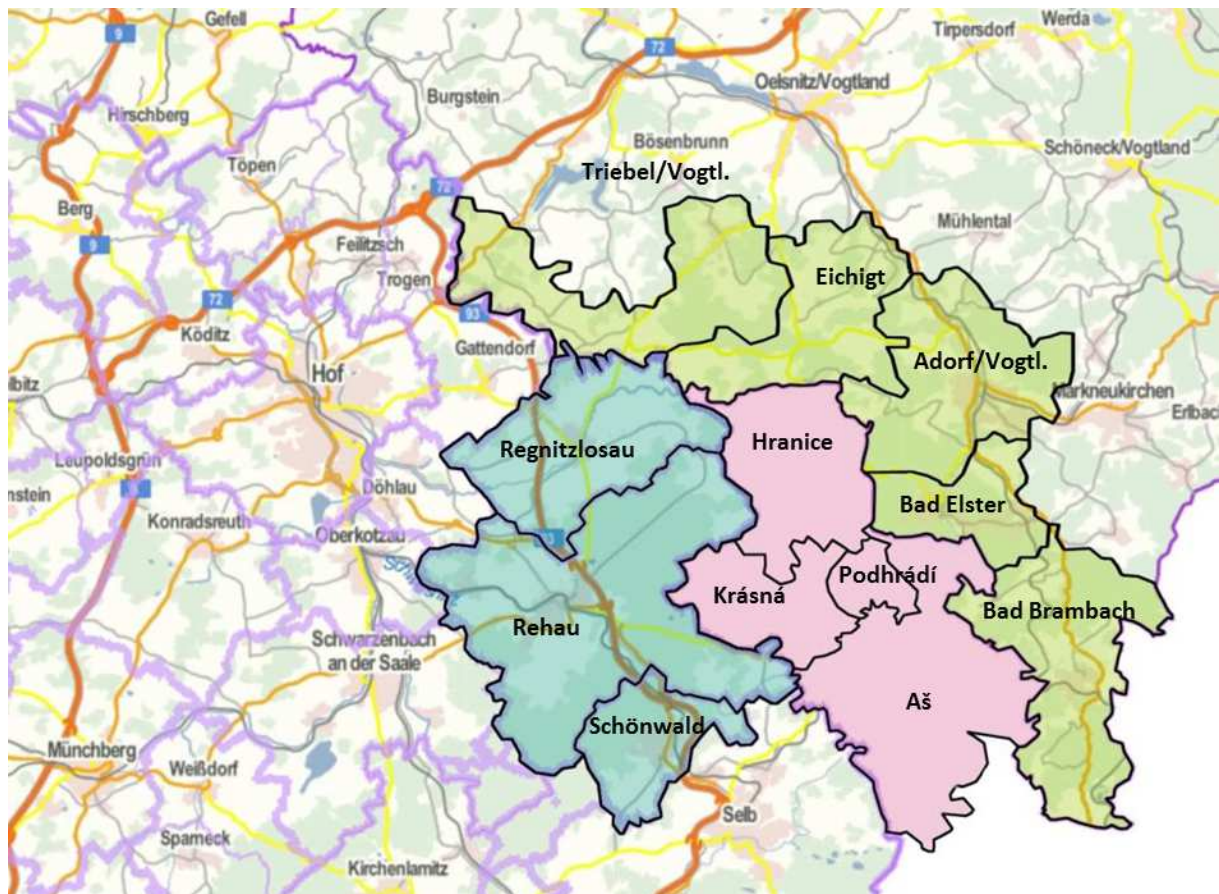 9
Gefell
72
Werda
Tirpersdorf
Oelsnitz/Vogtland
Burgstein
Hirschberg
Bösenbrunn
Schöneck/Vogtland
Töpen
Triebel/Vogtl.
72
Berg
Mühlental
9
Feilitzsch
Eichigt
Trogen
72
93
Köditz
Gattendorf
Adorf/Vogtl.
Hof
Markneukirchen
Erlbach
Hranice
Regnitzlosau
Leupoldsgrün
Döhlau
Bad Elster
Konradsreuth
Oberkotzau
Podhrádí
Krásná
Bad Brambach
Rehau
Schwarzenbach
an der Saale
Aš
Schönwald
Münchberg
Weißdorf
Selb
Sparneck
Kirchenlamitz